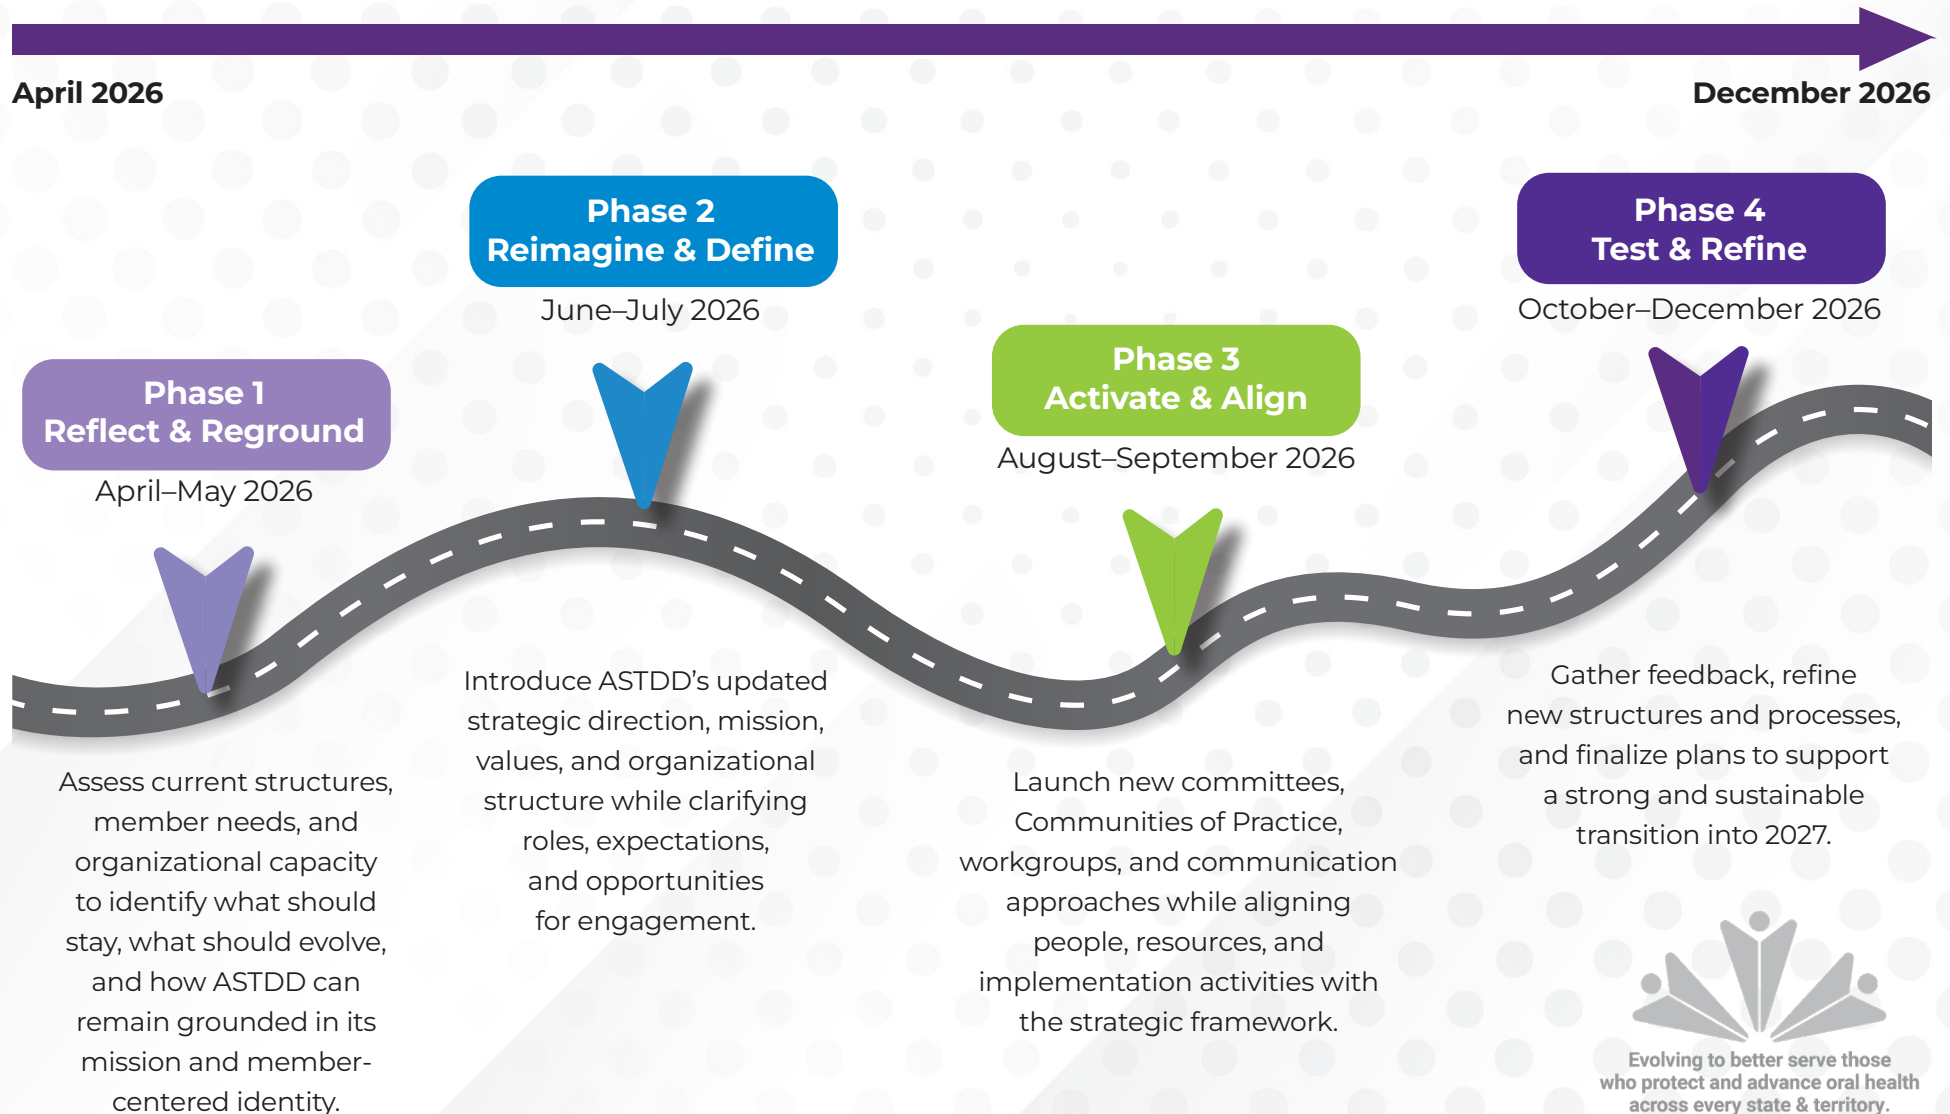 April 2026
December 2026
Phase 1
Reflect & Reground
April–May 2026
Assess current structures,
member needs, and
organizational capacity
to identify what should
stay, what should evolve,
and how ASTDD can
remain grounded in its
mission and member-
centered identity.
Phase 2
Reimagine & Define
June–July 2026
Introduce ASTDD’s updated
strategic direction, mission,
values, and organizational
structure while clarifying
roles, expectations,
and opportunities
for engagement.
Phase 3
Activate & Align
August–September 2026
Launch new committees,
Communities of Practice,
workgroups, and communication
approaches while aligning
people, resources, and
implementation activities with
the strategic framework.
Phase 4
Test & Refine
October–December 2026
Gather feedback, refine
new structures and processes,
and finalize plans to support
a strong and sustainable
transition into 2027.
Evolving to better serve those
who protect and advance oral health
across every state & territory.